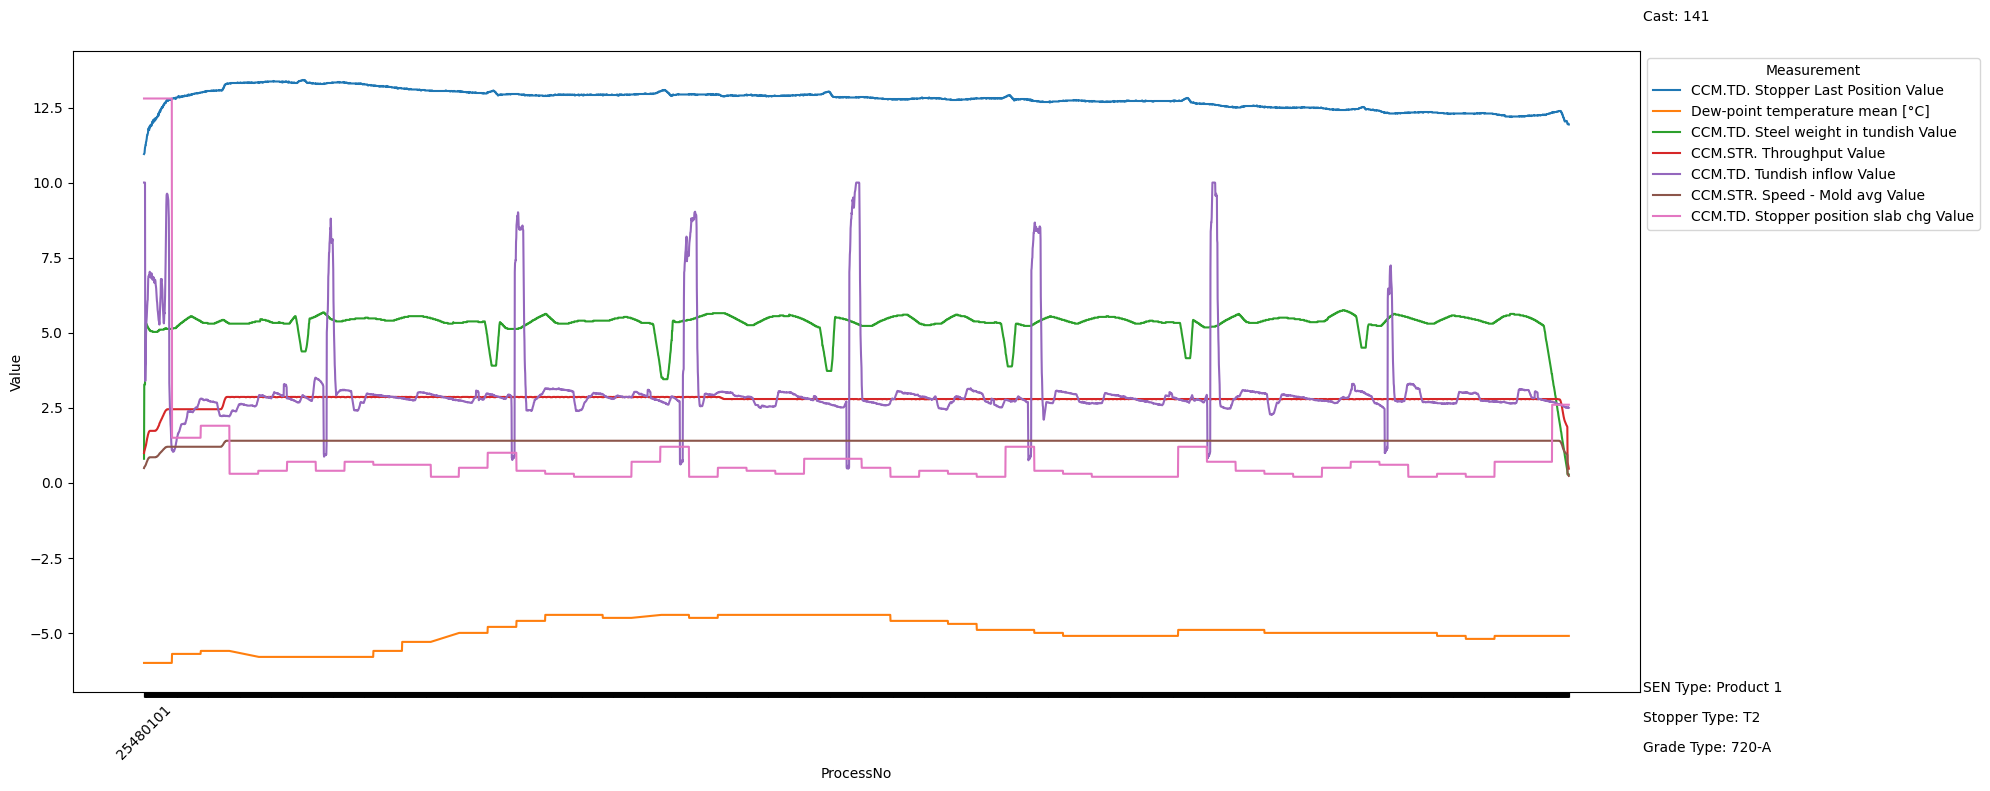 Cast: 141
Measurement
CCM.TD. Stopper Last Position Value
Dew-point temperature mean [°C]
CCM.TD. Steel weight in tundish Value
CCM.STR. Throughput Value
CCM.TD. Tundish inflow Value
CCM.STR. Speed - Mold avg Value
CCM.TD. Stopper position slab chg Value
12.5
10.0
7.5
5.0
2.5
0.0
−2.5
−5.0
Value
25480101
ProcessNo
SEN Type: Product 1
Stopper Type: T2
Grade Type: 720-A